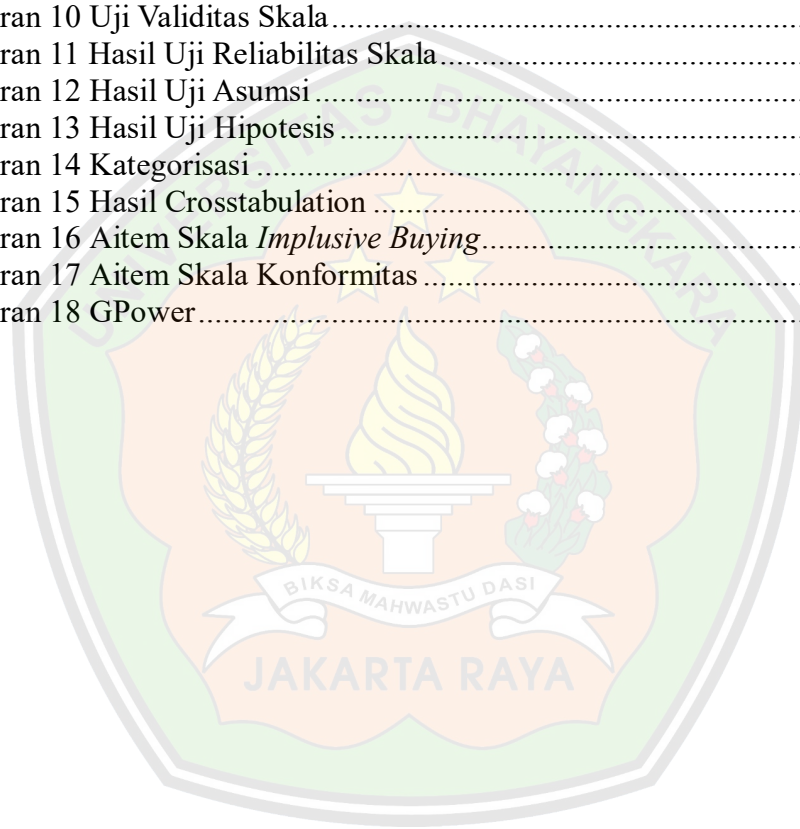 ran 10 Uji Validitas Skala....................................................................
ran 11 Hasil Uji Reliabilitas Skala....................................................
ran 12 Hasil Uji Asumsi .....................................................................
ran 13 Hasil Uji Hipotesis ..................................................................
ran 14 Kategorisasi ............................................................................
ran 15 Hasil Crosstabulation ..............................................................
ran 16 Aitem Skala Implusive Buying..............................................
ran 17 Aitem Skala Konformitas .......................................................
ran 18 GPower...................................................................................
UNIVERSITAS BHAYANGKARA
BIKSA MAHWASTU DASI
JAKARTA RAYA